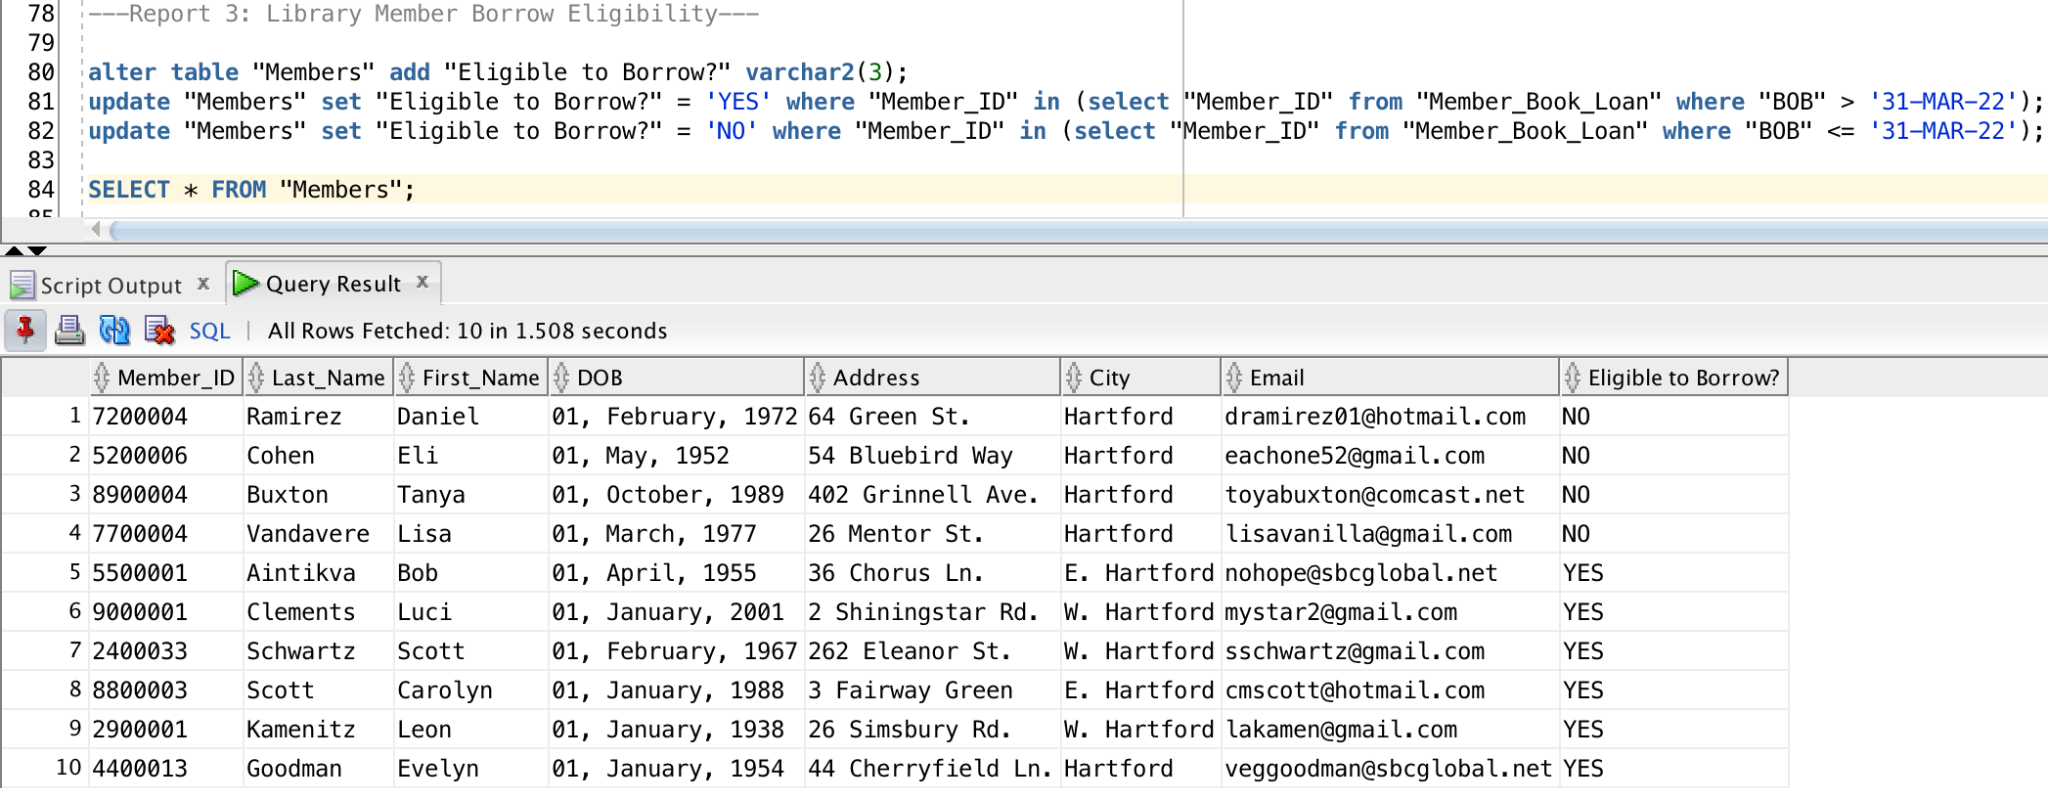 78 ---Report 3: Library Member Borrow Eligibility---
79
80 alter table "Members" add "Eligible to Borrow?" varchar2(3);
81 update "Members" set "Eligible to Borrow?" = 'YES' where "Member_ID" in (select "Member_ID" from "Member_Book_Loan" where "BOB" > '31-MAR-22');
82 update "Members" set "Eligible to Borrow?" = 'NO' where "Member_ID" in (select "Member_ID" from "Member_Book_Loan" where "BOB" <= '31-MAR-22');
83
84 SELECT * FROM "Members";
85
Script Output x Query Result x
SQL | All Rows Fetched: 10 in 1.508 seconds
Member_ID Last_Name First_Name DOB Address City Email Eligible to Borrow?
1 7200004 Ramirez Daniel 01, February, 1972 64 Green St. Hartford dramirez01@hotmail.com NO
2 5200006 Cohen Eli 01, May, 1952 54 Bluebird Way Hartford eachone52@gmail.com NO
3 8900004 Buxton Tanya 01, October, 1989 402 Grinnell Ave. Hartford toyabuxton@comcast.net NO
4 7700004 Vandavere Lisa 01, March, 1977 26 Mentor St. Hartford lisavanilla@gmail.com NO
5 5500001 Aintikva Bob 01, April, 1955 36 Chorus Ln. E. Hartford nohope@sbcglobal.net YES
6 9000001 Clements Luci 01, January, 2001 2 Shiningstar Rd. W. Hartford mystar2@gmail.com YES
7 2400033 Schwartz Scott 01, February, 1967 262 Eleanor St. W. Hartford sschwartz@gmail.com YES
8 8800003 Scott Carolyn 01, January, 1988 3 Fairway Green E. Hartford cmscott@hotmail.com YES
9 2900001 Kamenitz Leon 01, January, 1938 26 Simsbury Rd. W. Hartford lakamen@gmail.com YES
10 4400013 Goodman Evelyn 01, January, 1954 44 Cherryfield Ln. Hartford veggoodman@sbcglobal.net YES